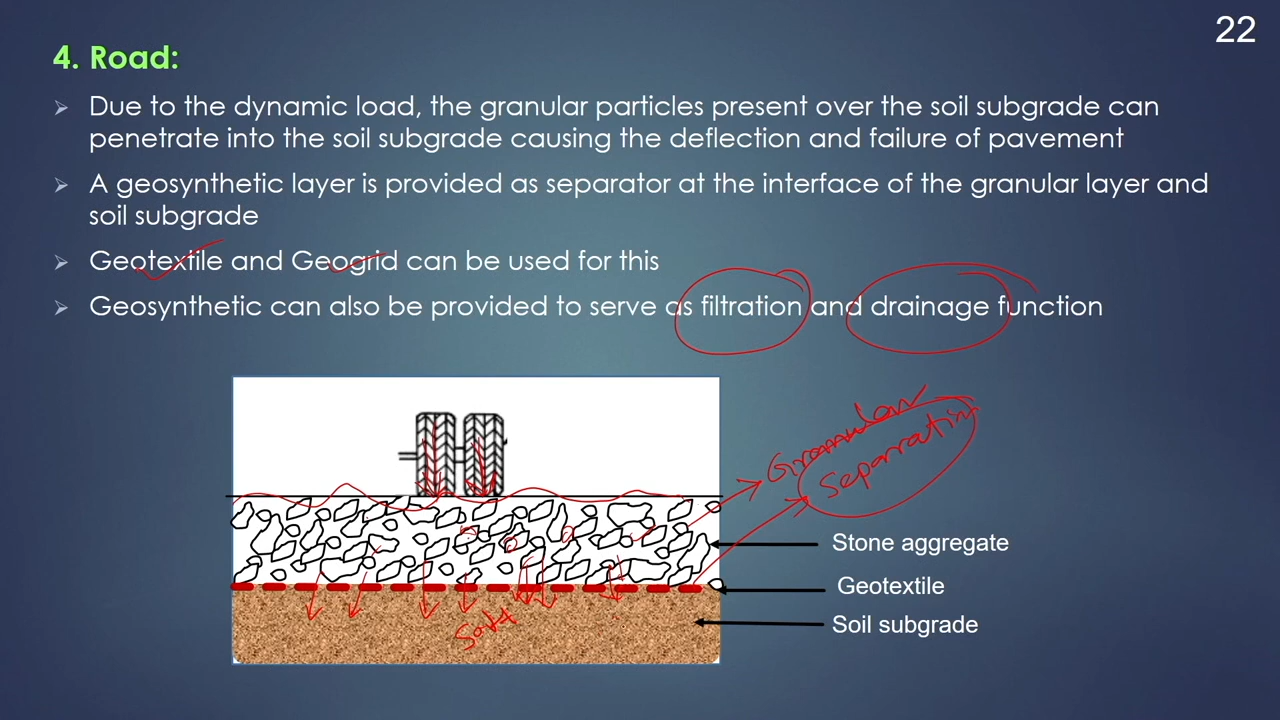 22
4. Road:
Due to the dynamic load, the granular particles present over the soil subgrade can
penetrate into the soil subgrade causing the deflection and failure of pavement
A geosynthetic layer is provided as separator at the interface of the granular layer and
soil subgrade
Geotextile and Geogrid can be used for this
Geosynthetic can also be provided to serve as filtration and drainage function
Granular
Separation
Stone aggregate
Geotextile
Soil subgrade
Soft